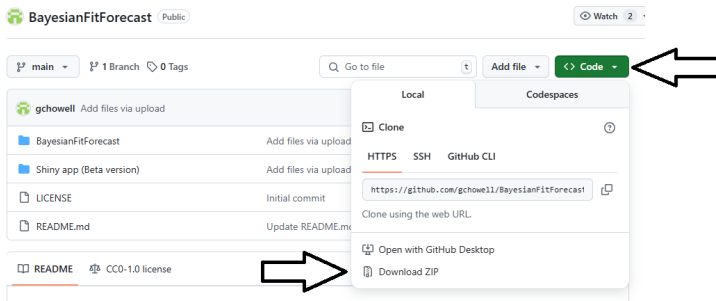 BayesianFitForecast Public Watch 2
main 1 Branch 0 Tags Go to file t Add file <> Code
Local Codespaces
gchowell Add files via upload
Clone
BayesianFitForecast Add files via upload
HTTPS SSH GitHub CLI
Shiny app (Beta version) Add files via upload
https://github.com/gchowell/BayesianFitForecast
LICENSE Initial commit
Clone using the web URL.
README.md Update README.md
Open with GitHub Desktop
README CC0-1.0 license
Download ZIP